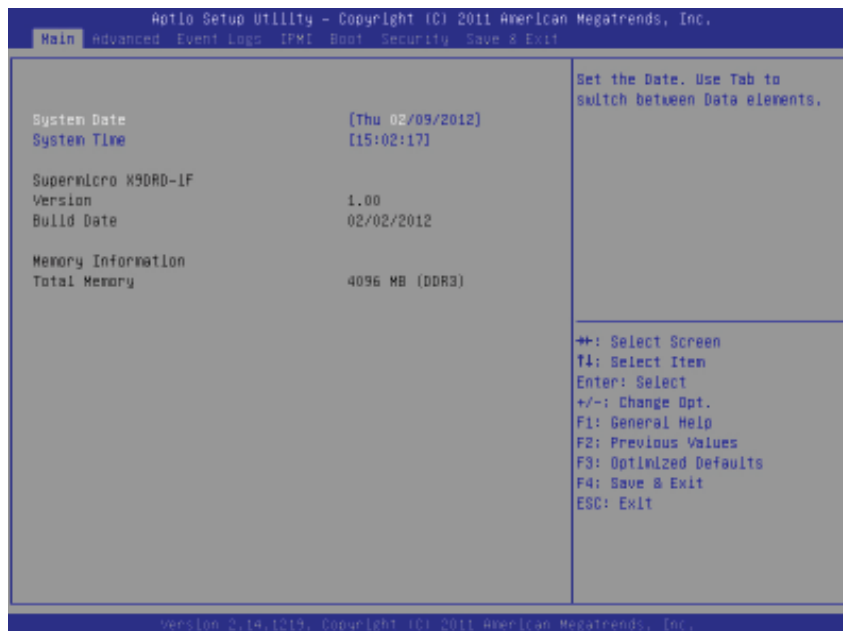 Aptio Setup Utility - Copyright (C) 2011 American Megatrends, Inc.
Main Advanced Event Logs IPMI Boot Security Save & Exit
System Date [Thu 02/09/2012]
System Time [15:02:17]
Supermicro X9DRD-iF
Version 1.00
Build Date 02/02/2012
Memory Information
Total Memory 4096 MB (DDR3)
Set the Date. Use Tab to
switch between Data elements.
→←: Select Screen
↑↓: Select Item
Enter: Select
+/-: Change Opt.
F1: General Help
F2: Previous Values
F3: Optimized Defaults
F4: Save & Exit
ESC: Exit
Version 2.14.1219. Copyright (C) 2011 American Megatrends, Inc.